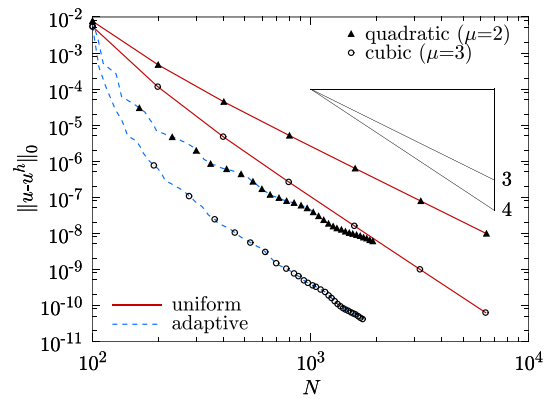 10-2
10-3
10-4
10-5
10-6
10-7
10-8
10-9
10-10
10-11
||u-u^h||0
quadratic (μ=2)
cubic (μ=3)
3
4
uniform
adaptive
10^2 10^3 10^4
N